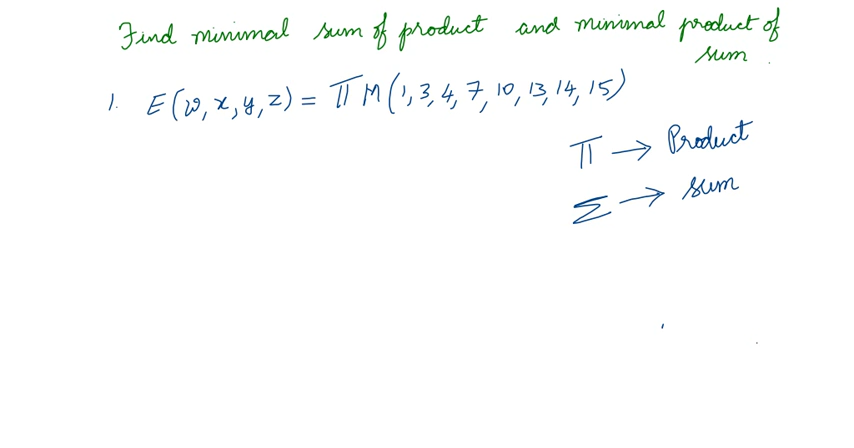 Find minimal sum of product and minimal product of
sum.
1. E(w,x,y,z) = ΠM(1,3,4,7,10,13,14,15)
Π → Product
Σ → sum